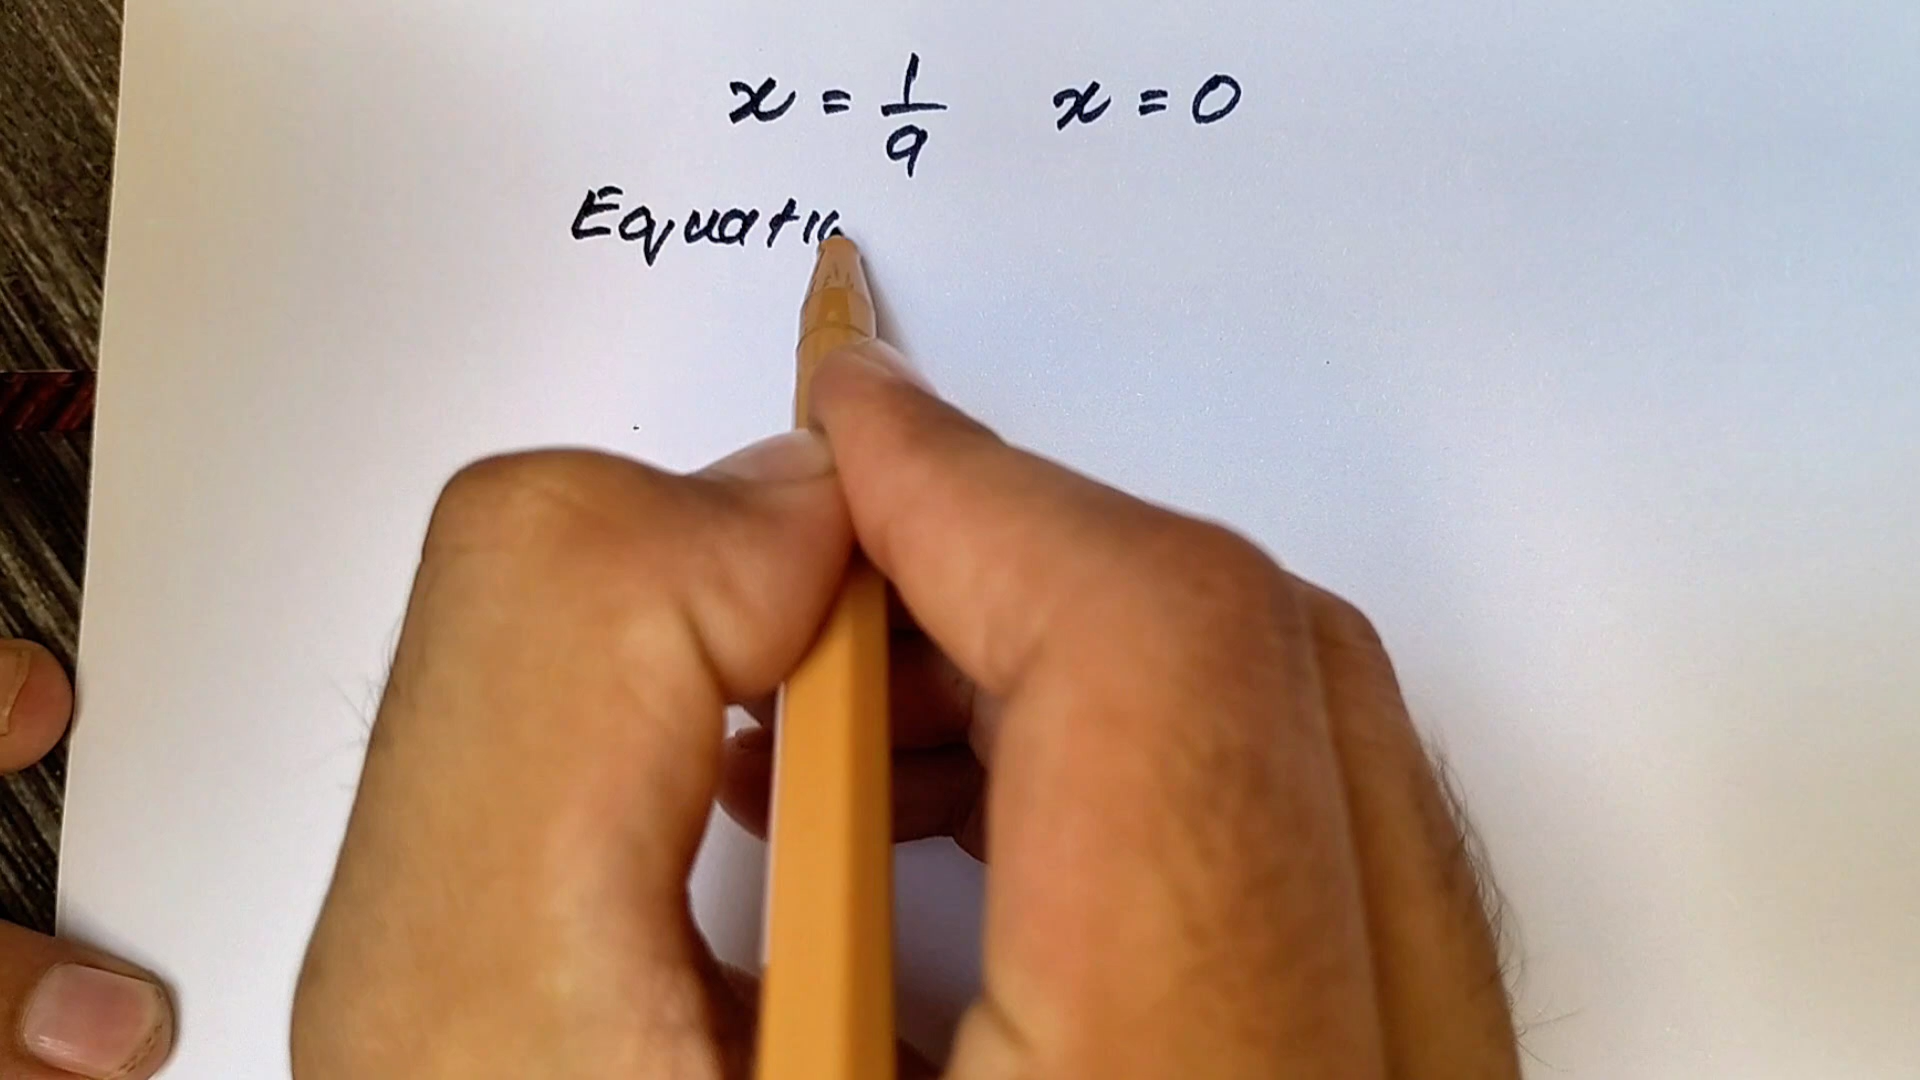 x = 1/9 x = 0
Equatio